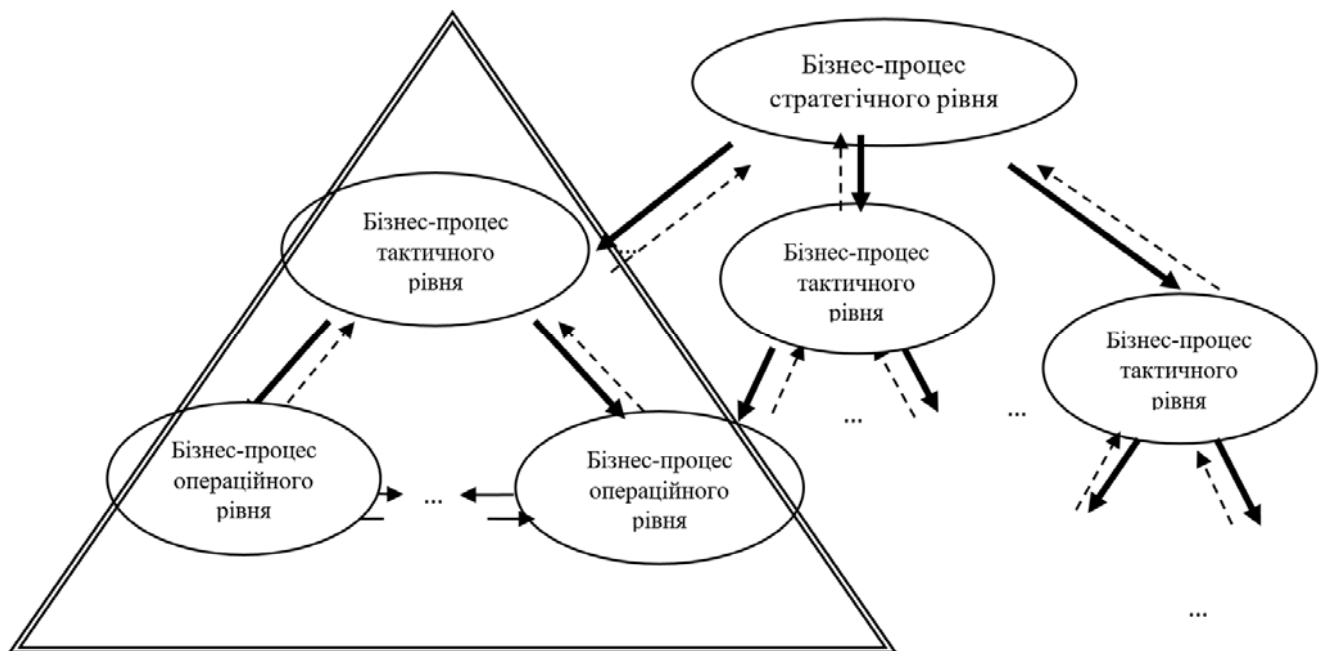 Бізнес-процес
стратегічного рівня
Бізнес-процес
тактичного
рівня
...
Бізнес-процес
тактичного
рівня
Бізнес-процес
тактичного
рівня
...
...
Бізнес-процес
операційного
рівня
...
Бізнес-процес
операційного
рівня
...